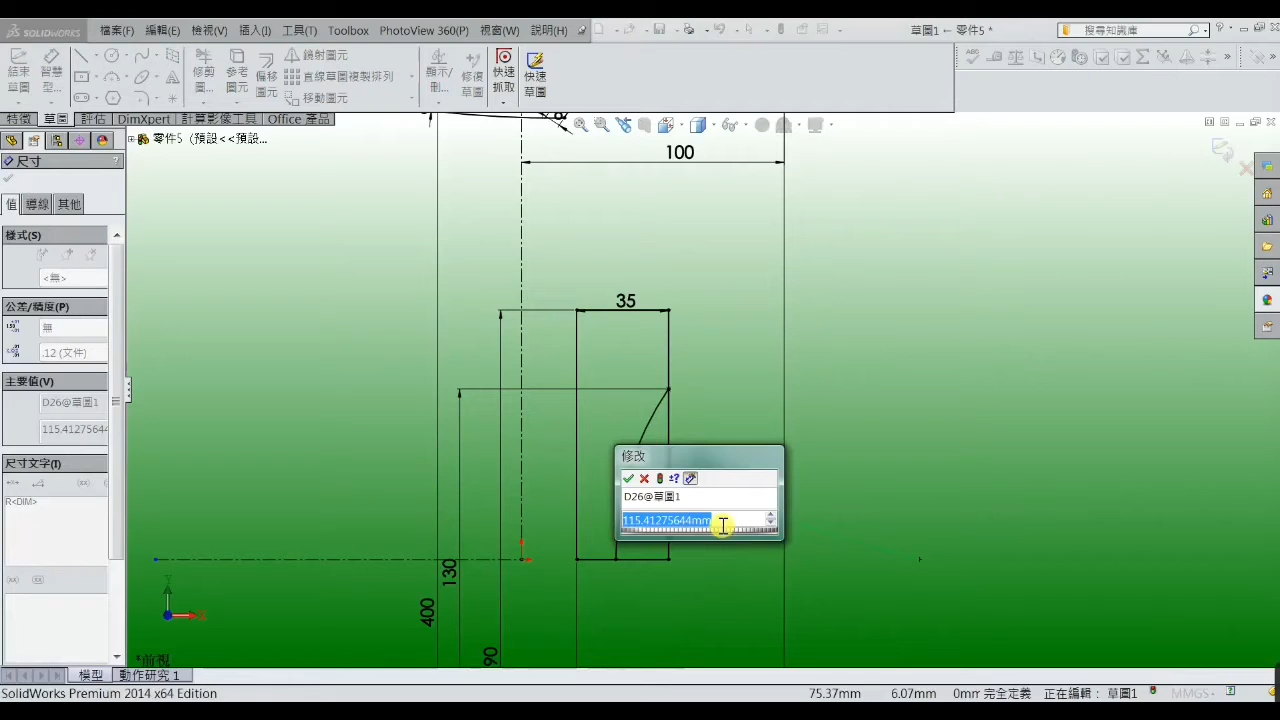 SOLIDWORKS 檔案(F) 編輯(E) 檢視(V) 插入(I) 工具(T) Toolbox PhotoView 360(P) 視窗(W) 說明(H) 草圖1 ← 零件5 * 搜尋知識庫
結束草圖 智慧型... 修剪圖... 參考圖元 偏移圖元 鏡射圖元 直線草圖複製排列 移動圖元 顯示/刪... 修復草圖 快速抓取 快速草圖
特徵 草圖 評估 DimXpert 計算影像工具 Office 產品
零件5 (預設<<預設...
尺寸 ?
值 導線 其他
樣式(S)
<無>
公差/精度(P)
無
.12 (文件)
主要值(V)
D26@草圖1
115.4127564
尺寸文字(I)
R<DIM>
100
35
130
400
90
修改
D26@草圖1
115.41275644mm
Y
X
*前視
模型 動作研究 1
SolidWorks Premium 2014 x64 Edition 75.37mm 6.07mm 0mm 完全定義 正在編輯： 草圖1 MMGS